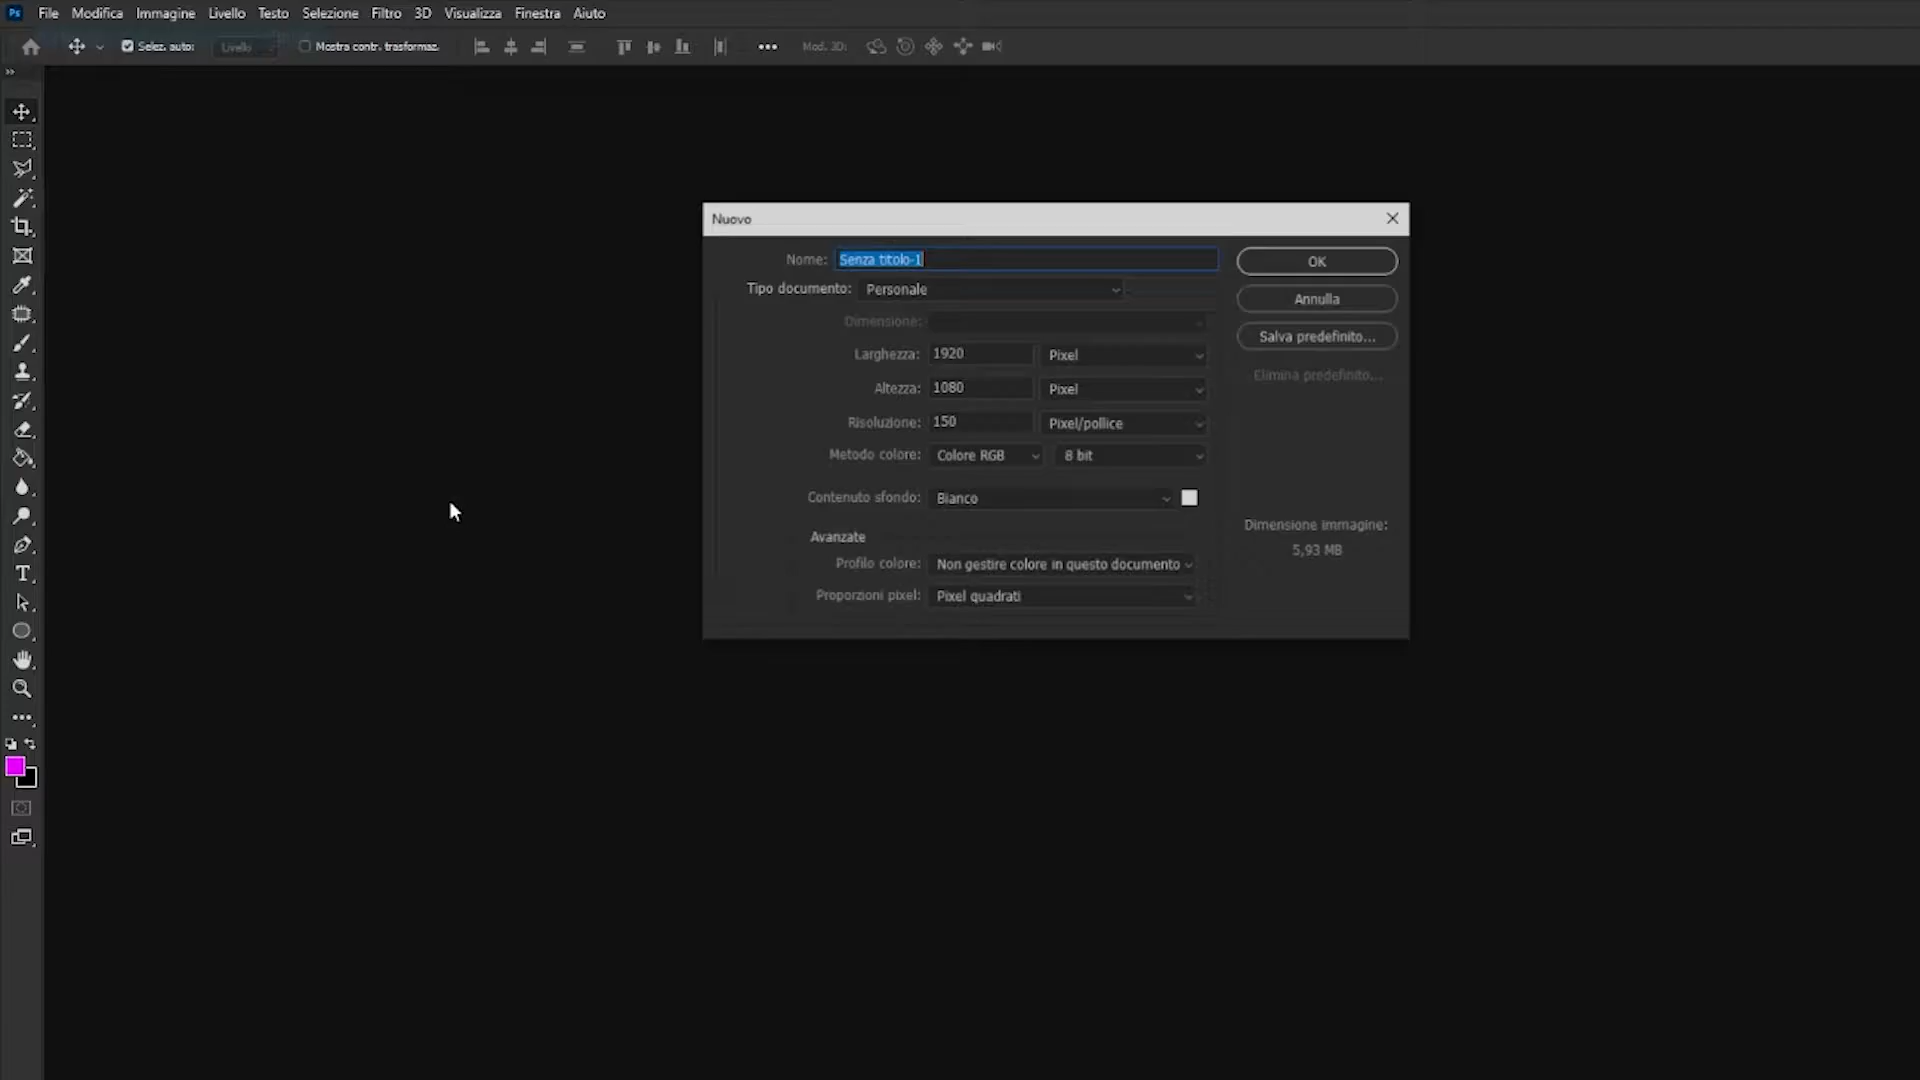 Ps File Modifica Immagine Livello Testo Selezione Filtro 3D Visualizza Finestra Aiuto
Selez. auto: Livello Mostra contr. trasformaz. Mod. 3D:
Nuovo
Nome: Senza titolo-1
OK
Tipo documento: Personale
Annulla
Dimensione:
Salva predefinito...
Larghezza: 1920 Pixel
Elimina predefinito...
Altezza: 1080 Pixel
Risoluzione: 150 Pixel/pollice
Metodo colore: Colore RGB 8 bit
Contenuto sfondo: Bianco
Dimensione immagine:
5,93 MB
Avanzate
Profilo colore: Non gestire colore in questo documento
Proporzioni pixel: Pixel quadrati